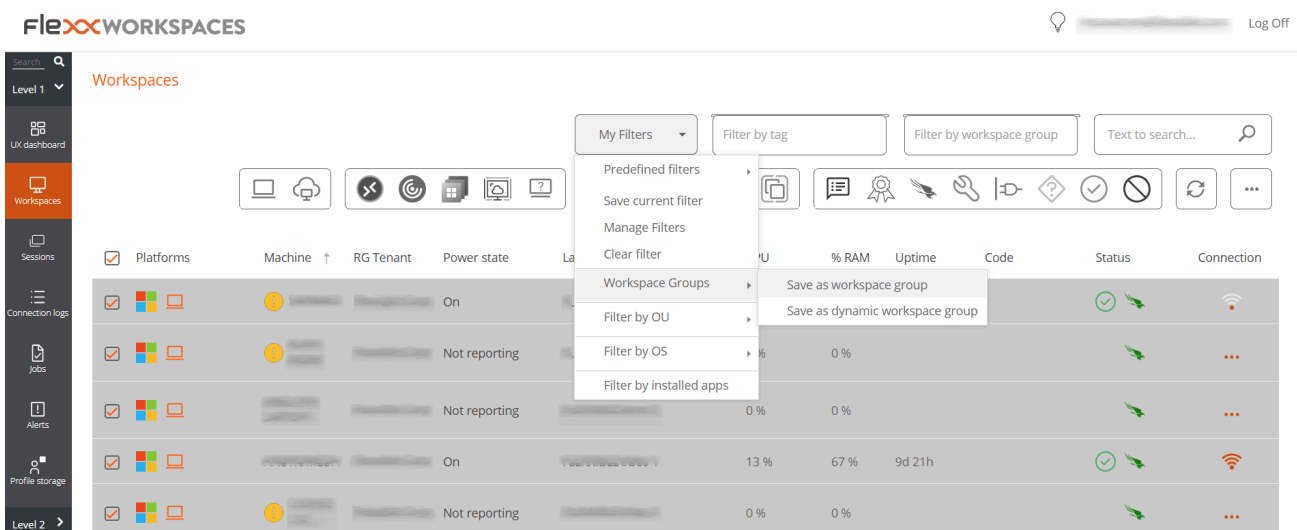 FlexxWORKSPACES
Log Off
Search
Level 1
Workspaces
UX dashboard
Workspaces
Sessions
Connection logs
Jobs
Alerts
Profile storage
Level 2
My Filters
Filter by tag
Filter by workspace group
Text to search...
Predefined filters
Save current filter
Manage Filters
Clear filter
Workspace Groups
Filter by OU
Filter by OS
Filter by installed apps
Save as workspace group
Save as dynamic workspace group
Platforms Machine RG Tenant Power state % RAM Uptime Code Status Connection
On
Not reporting 0 %
Not reporting 0 % 0 %
On 13 % 67 % 9d 21h
Not reporting 0 % 0 %